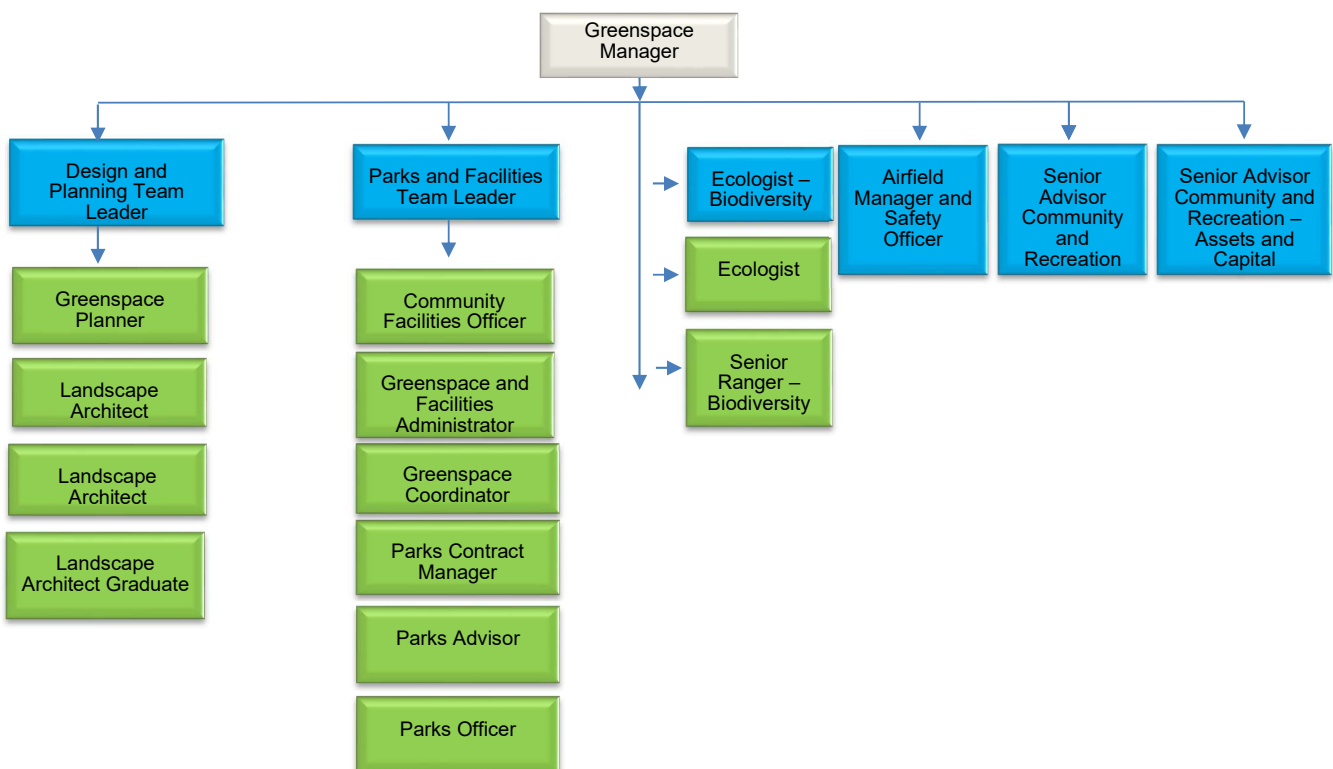 Greenspace
Manager
Design and
Planning Team
Leader
Parks and Facilities
Team Leader
Ecologist –
Biodiversity
Airfield
Manager and
Safety
Officer
Senior
Advisor
Community
and
Recreation
Senior Advisor
Community and
Recreation –
Assets and
Capital
Greenspace
Planner
Landscape
Architect
Landscape
Architect
Landscape
Architect Graduate
Community
Facilities Officer
Greenspace and
Facilities
Administrator
Greenspace
Coordinator
Parks Contract
Manager
Parks Advisor
Parks Officer
Ecologist
Senior
Ranger –
Biodiversity